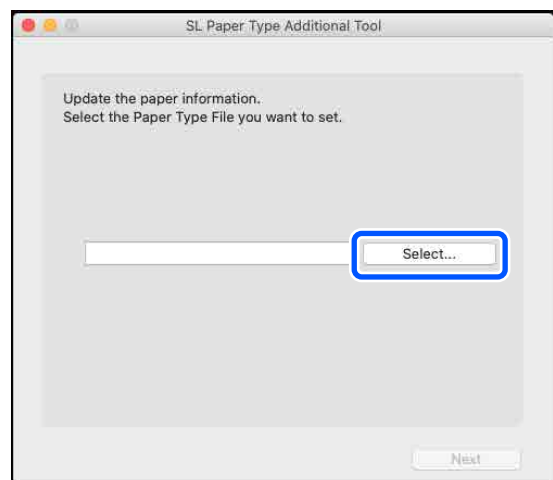 SL Paper Type Additional Tool
Update the paper information.
Select the Paper Type File you want to set.
Select...
Next